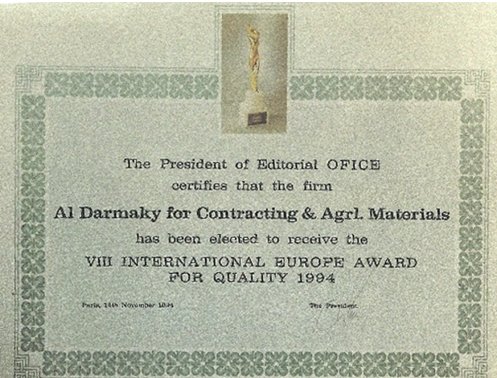 The President of Editorial OFICE
certifies that the firm
Al Darmaky for Contracting & Agrl. Materials
has been elected to receive the
VIII INTERNATIONAL EUROPE AWARD
FOR QUALITY 1994
Paris, 14th November 1994
The President